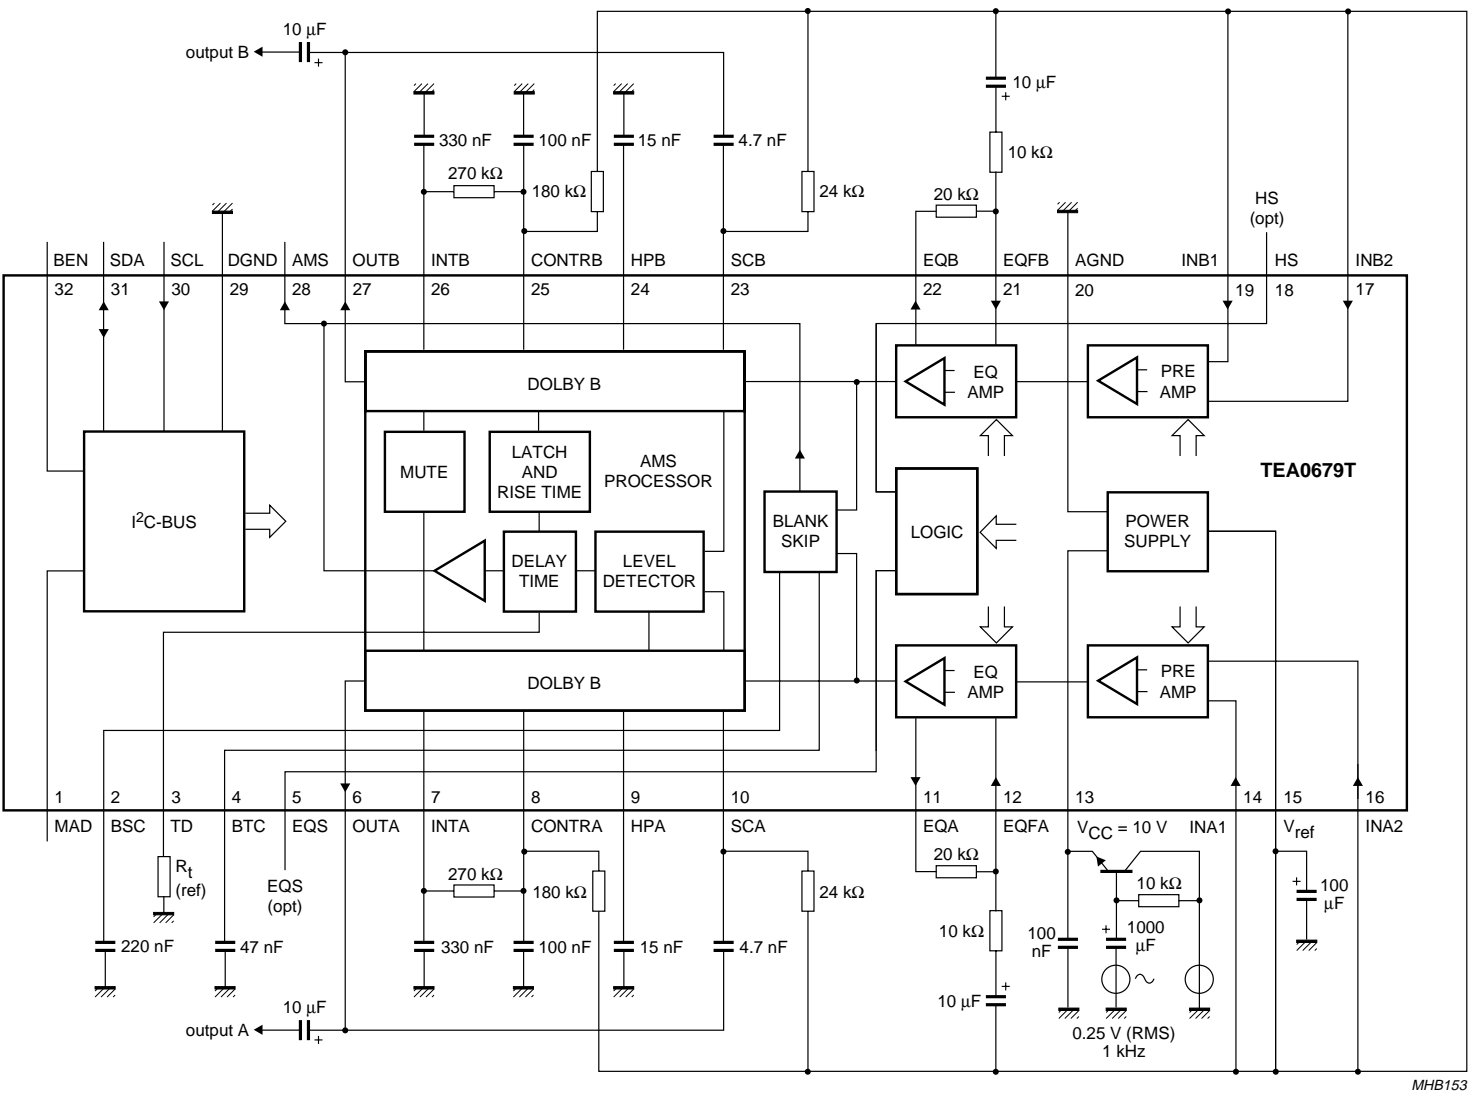 10 μF
output B
+
10 μF
+
330 nF
100 nF
15 nF
4.7 nF
10 kΩ
270 kΩ
180 kΩ
24 kΩ
20 kΩ
HS
(opt)
BEN
SDA
SCL
DGND
AMS
OUTB
INTB
CONTRB
HPB
SCB
EQB
EQFB
AGND
INB1
HS
INB2
32
31
30
29
28
27
26
25
24
23
22
21
20
19
18
17
DOLBY B
EQ
AMP
PRE
AMP
MUTE
LATCH
AND
RISE TIME
AMS
PROCESSOR
TEA0679T
I2C-BUS
BLANK
SKIP
LOGIC
POWER
SUPPLY
DELAY
TIME
LEVEL
DETECTOR
DOLBY B
EQ
AMP
PRE
AMP
1
2
3
4
5
6
7
8
9
10
11
12
13
14
15
16
MAD
BSC
TD
BTC
EQS
OUTA
INTA
CONTRA
HPA
SCA
EQA
EQFA
VCC = 10 V
INA1
Vref
INA2
Rt
(ref)
EQS
(opt)
270 kΩ
180 kΩ
24 kΩ
20 kΩ
10 kΩ
+
100
μF
220 nF
47 nF
330 nF
100 nF
15 nF
4.7 nF
10 kΩ
100
nF
+
1000
μF
10 μF
+
10 μF
output A
+
0.25 V (RMS)
1 kHz
MHB153